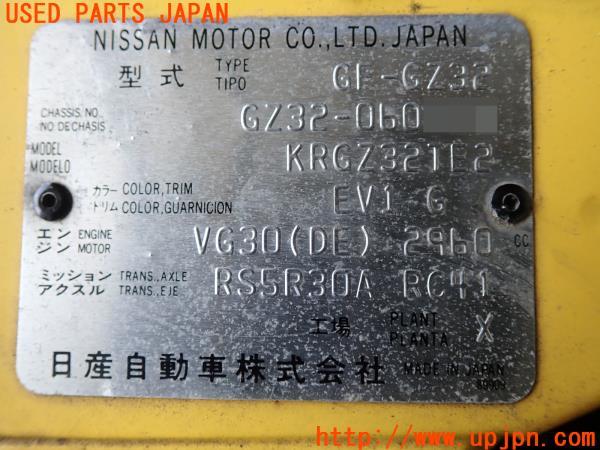 USED PARTS JAPAN
NISSAN MOTOR CO.,LTD. JAPAN
型式 TYPE TIPO GF-GZ32
CHASSIS NO. NO DECHASIS GZ32-060
MODEL MODELO KRGZ32TE2
カラー COLOR, TRIM トリム COLOR, GUARNICION EV1 G
エンジン ENGINE MOTOR VG30(DE) 2960 CC
ミッション TRANS., AXLE アクスル TRANS., EJE RS5R30A RC41
工場 PLANT PLANTA X
日産自動車株式会社 MADE IN JAPAN
http://www.upjpn.com